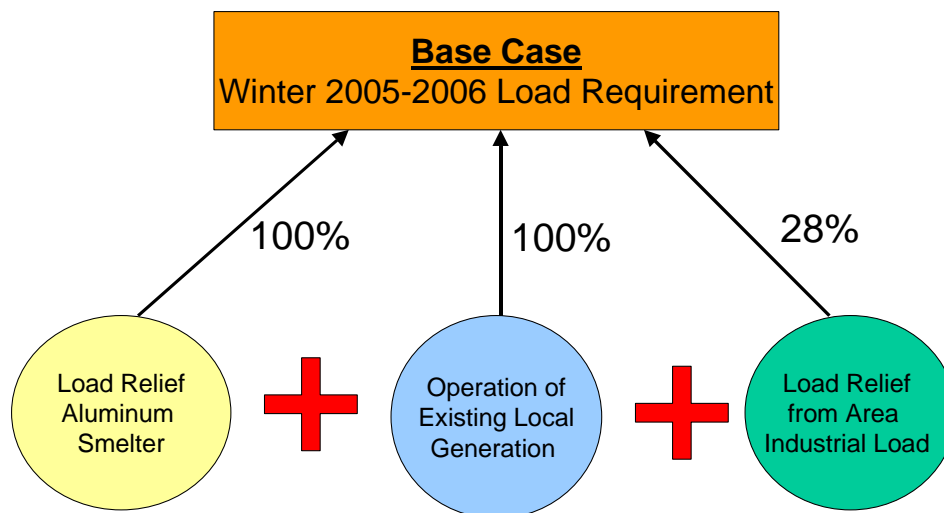 Base Case
Winter 2005-2006 Load Requirement
100%
100%
28%
Load Relief
Aluminum
Smelter
Operation of
Existing Local
Generation
Load Relief
from Area
Industrial Load